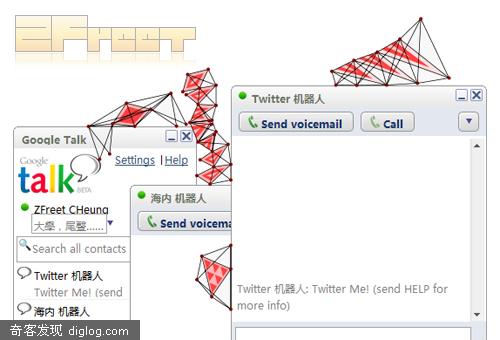 ZFreet
Google Talk
Settings | Help
Google
talk
BETA
ZFreet CHeung
大學，尾聲......
Search all contacts
Twitter 机器人
Twitter Me! (send
海内 机器人
海内 机器人
Send voicema
Twitter 机器人
Send voicemail
Call
Twitter 机器人: Twitter Me! (send HELP for
more info)
奇客发现 diglog.com